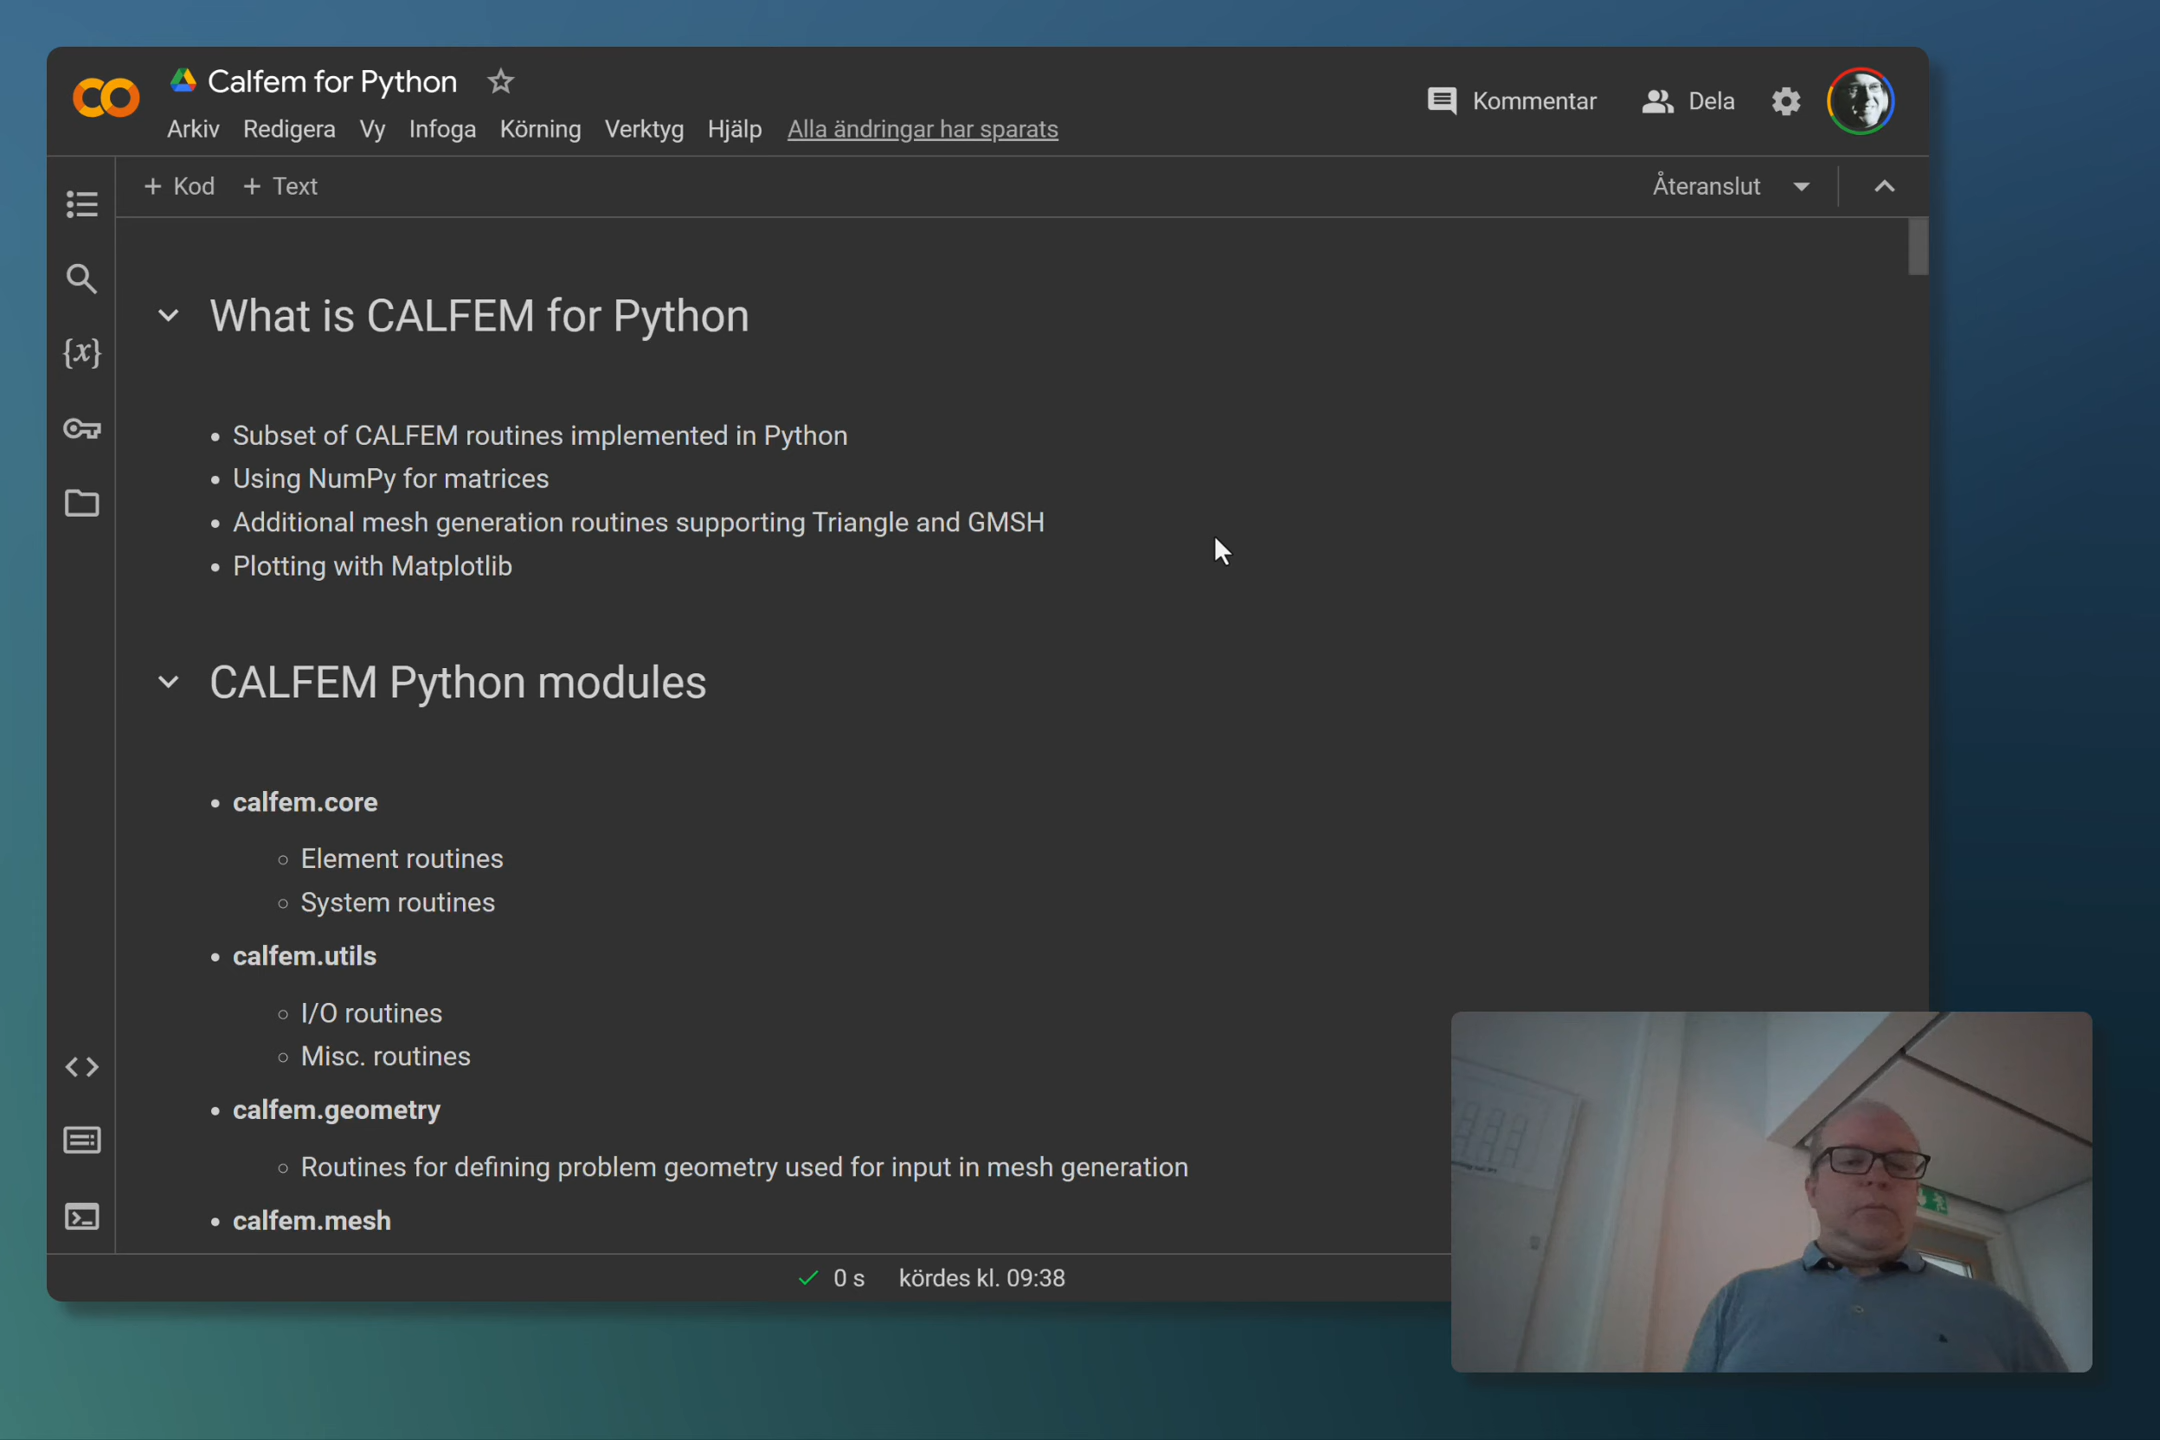 Calfem for Python
Arkiv Redigera Vy Infoga Körning Verktyg Hjälp Alla ändringar har sparats
Kommentar Dela
+ Kod + Text
Återanslut
What is CALFEM for Python
• Subset of CALFEM routines implemented in Python
• Using NumPy for matrices
• Additional mesh generation routines supporting Triangle and GMSH
• Plotting with Matplotlib
CALFEM Python modules
• calfem.core
◦ Element routines
◦ System routines
• calfem.utils
◦ I/O routines
◦ Misc. routines
• calfem.geometry
◦ Routines for defining problem geometry used for input in mesh generation
• calfem.mesh
0 s kördes kl. 09:38